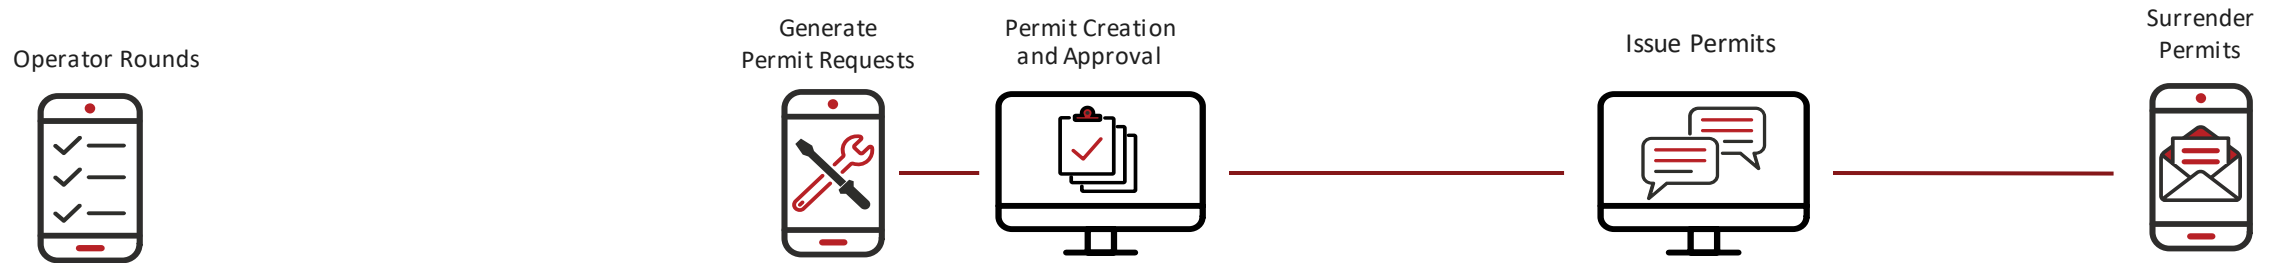 Operator Rounds
Generate
Permit Requests
Permit Creation
and Approval
Issue Permits
Surrender
Permits